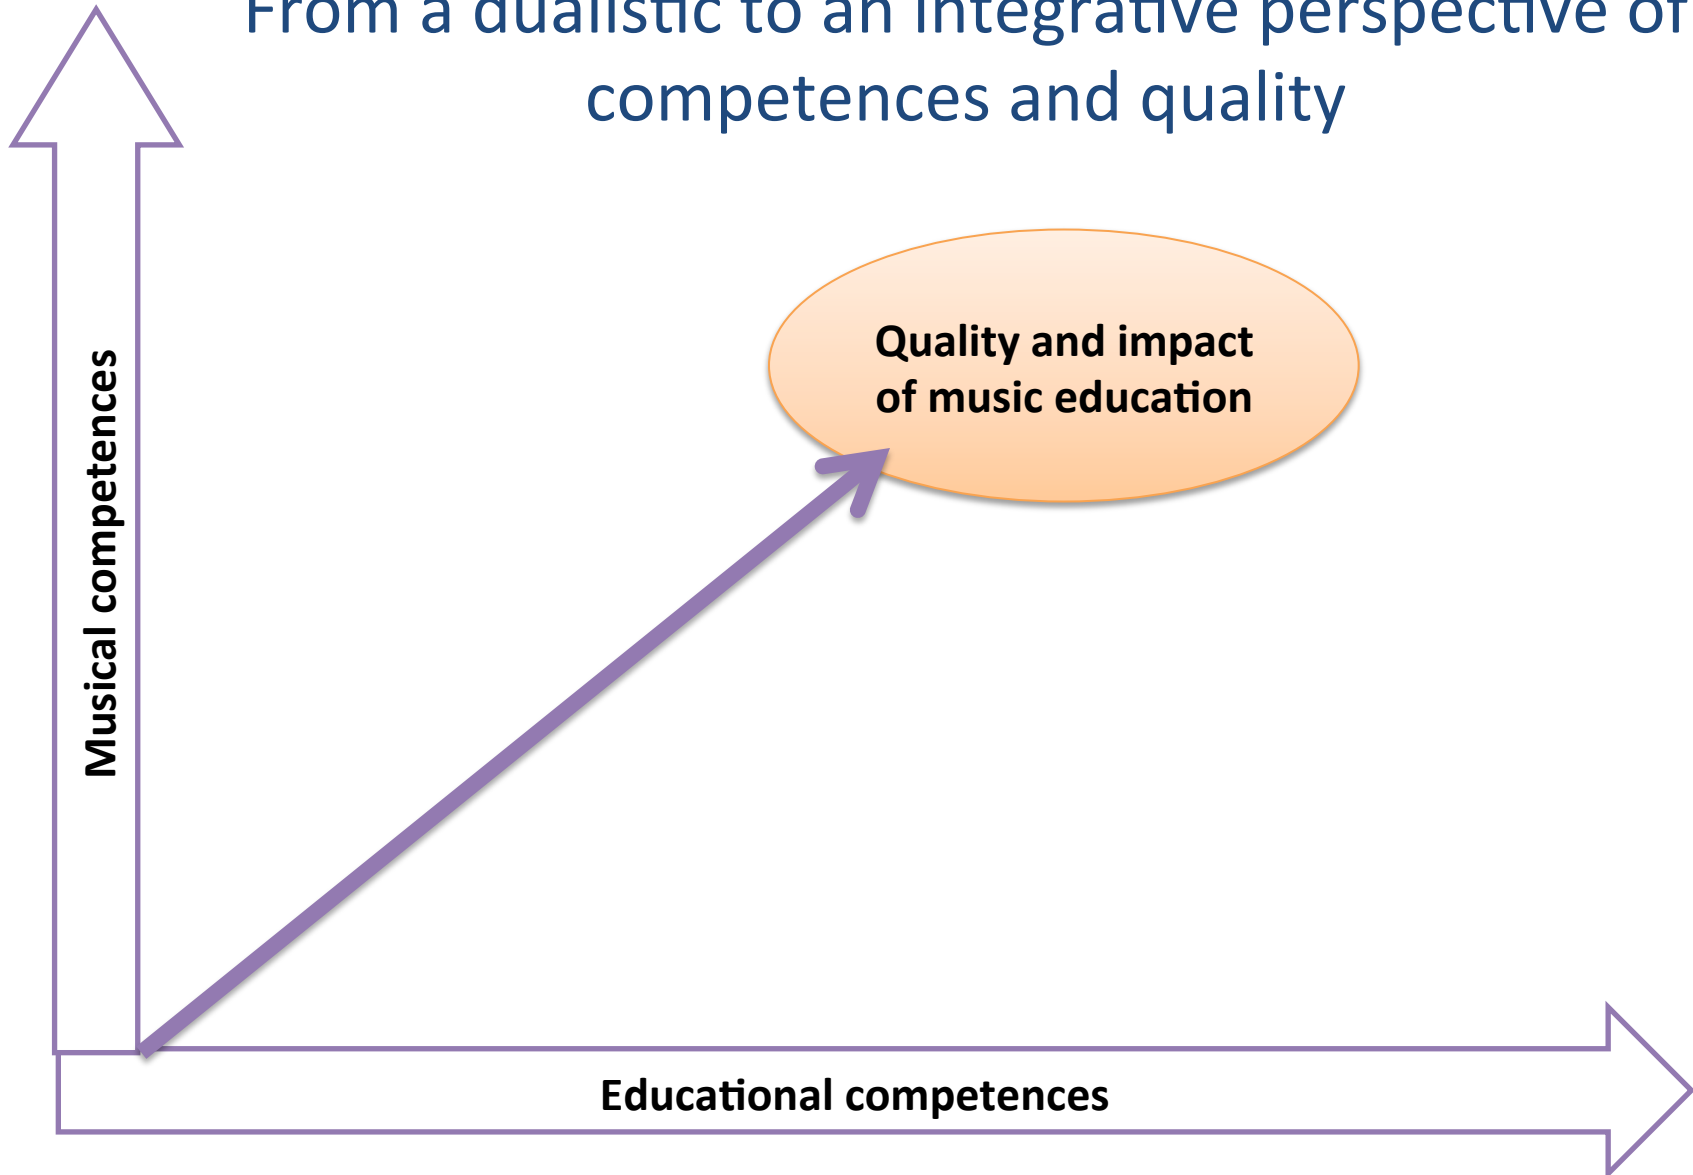 From a dualistic to an integrative perspective of
competences and quality
Quality and impact
of music education
Musical competences
Educational competences